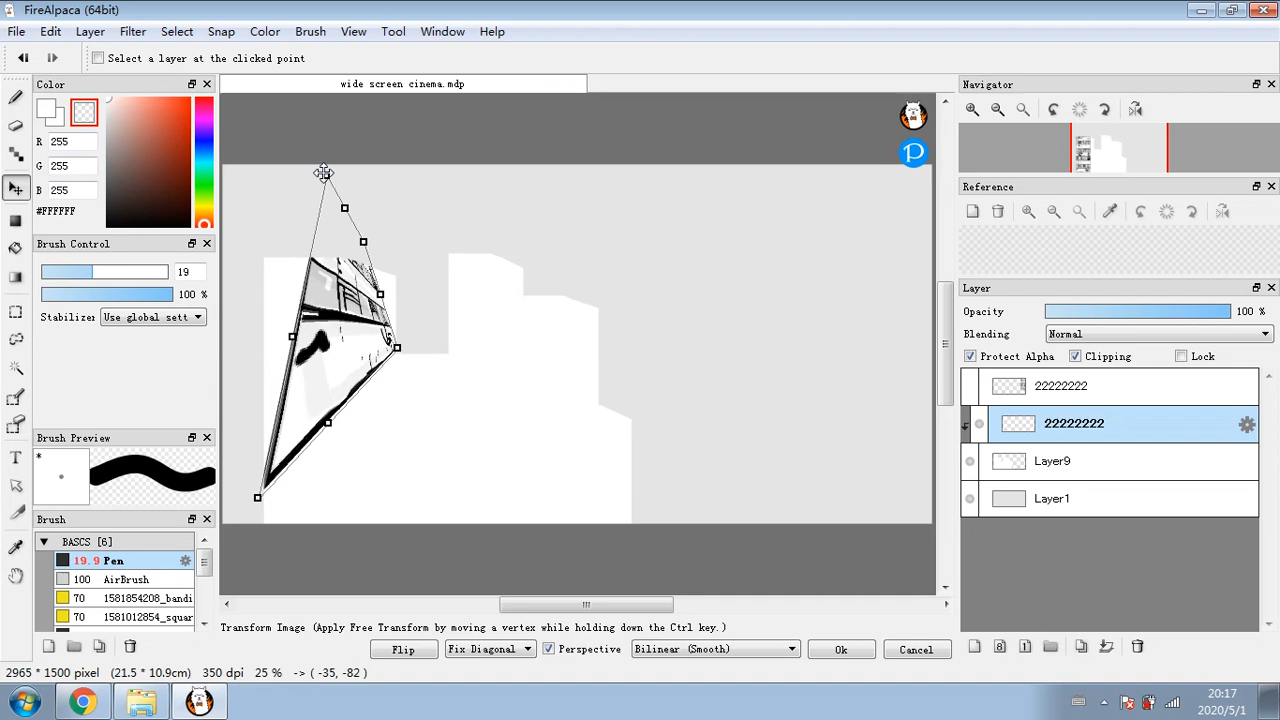 FireAlpaca (64bit)
File Edit Layer Filter Select Snap Color Brush View Tool Window Help
Select a layer at the clicked point
Color
wide screen cinema.mdp
Navigator
R 255
G 255
B 255
#FFFFFF
Reference
Brush Control
19
100 %
Stabilizer Use global sett
Layer
Opacity 100 %
Blending Normal
Protect Alpha Clipping Lock
22222222
22222222
Layer9
Layer1
Brush Preview
*
Brush
BASCS [6]
19.9 Pen
100 AirBrush
70 1581854208_bandi
70 1581012854_squar
Transform Image (Apply Free Transform by moving a vertex while holding down the Ctrl key.)
Flip Fix Diagonal Perspective Bilinear (Smooth) Ok Cancel
2965 * 1500 pixel (21.5 * 10.9cm) 350 dpi 25 % -> ( -35, -82 )
20:17
2020/5/1